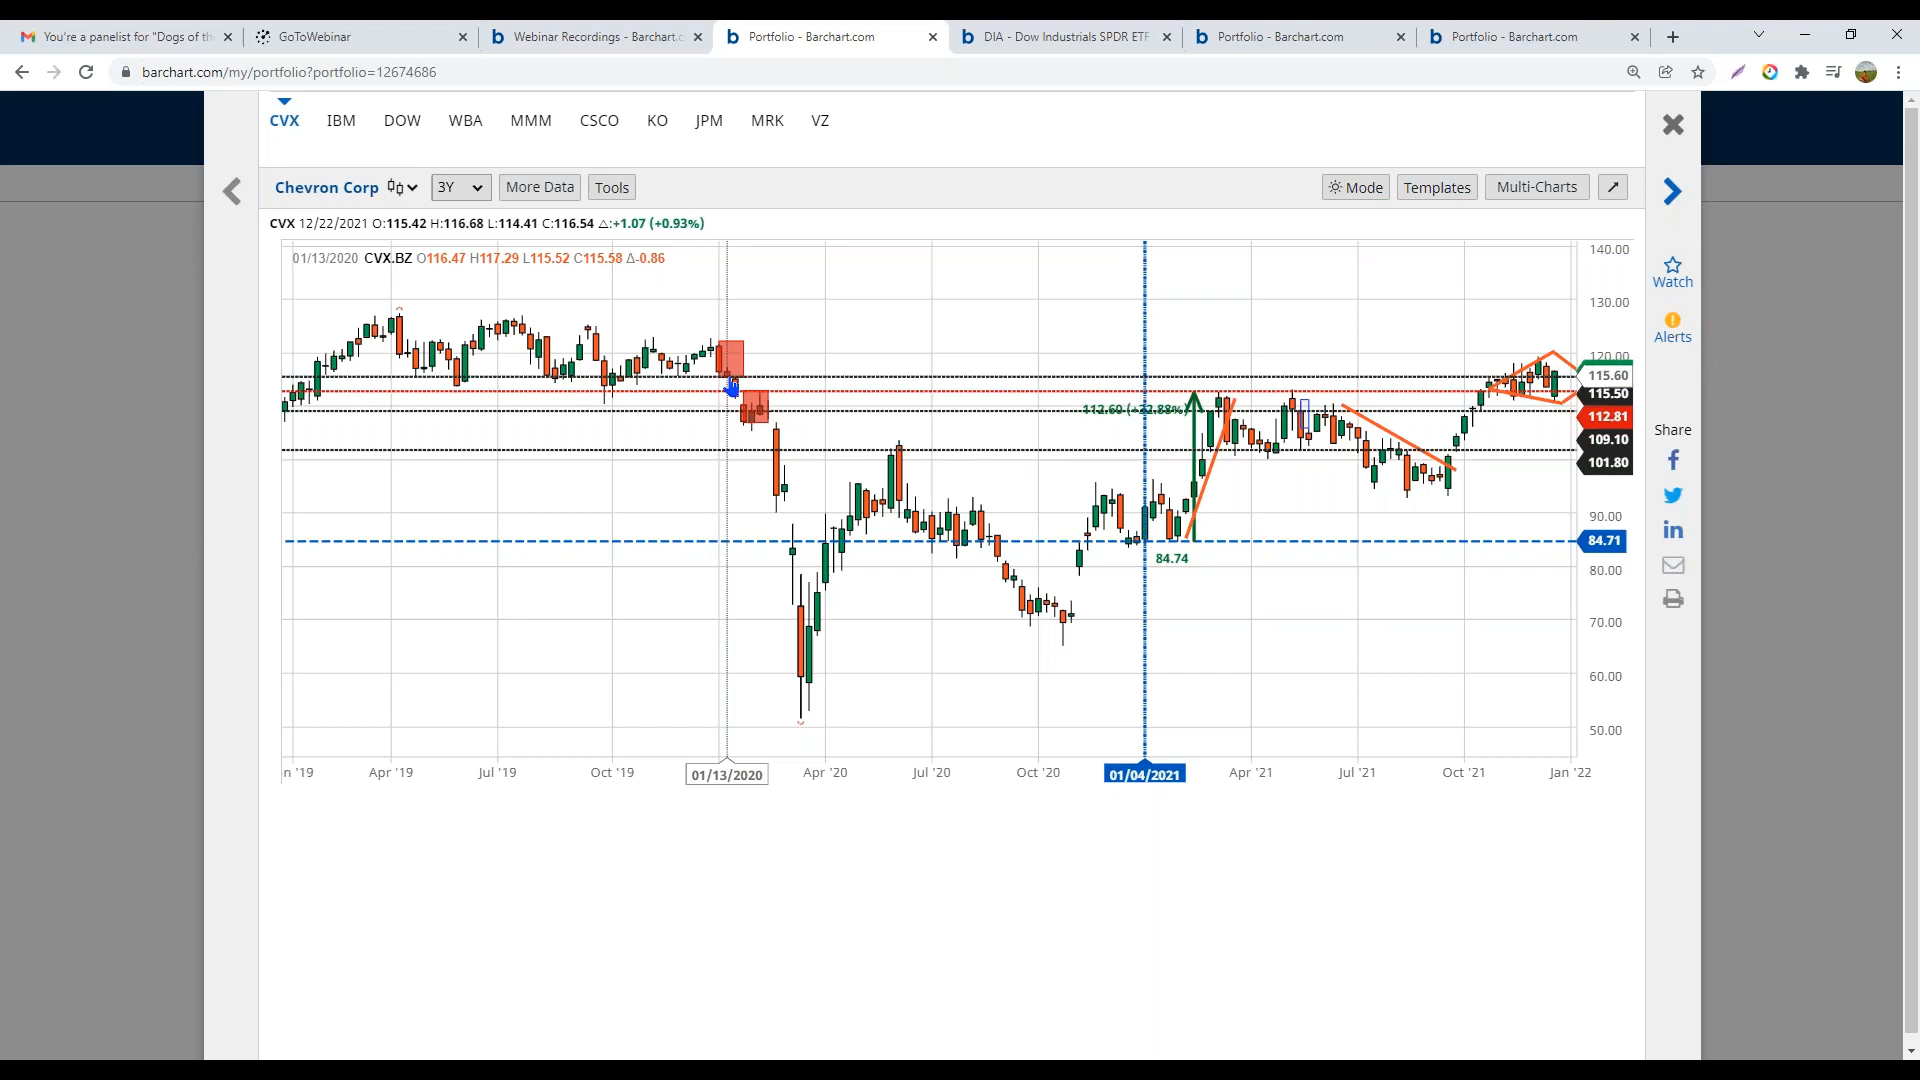 You're a panelist for "Dogs of th
GoToWebinar
Webinar Recordings - Barchart.c
Portfolio - Barchart.com
DIA - Dow Industrials SPDR ETF
Portfolio - Barchart.com
Portfolio - Barchart.com
barchart.com/my/portfolio?portfolio=12674686
CVX IBM DOW WBA MMM CSCO KO JPM MRK VZ
Chevron Corp 3Y More Data Tools Mode Templates Multi-Charts
CVX 12/22/2021 O:115.42 H:116.68 L:114.41 C:116.54 △:+1.07 (+0.93%)
01/13/2020 CVX.BZ O116.47 H117.29 L115.52 C115.58 Δ-0.86
140.00
130.00
120.00
115.60
115.50
112.81
109.10
101.80
90.00
84.71
80.00
70.00
60.00
50.00
84.74
n '19 Apr '19 Jul '19 Oct '19 01/13/2020 Apr '20 Jul '20 Oct '20 01/04/2021 Apr '21 Jul '21 Oct '21 Jan '22
Watch
Alerts
Share